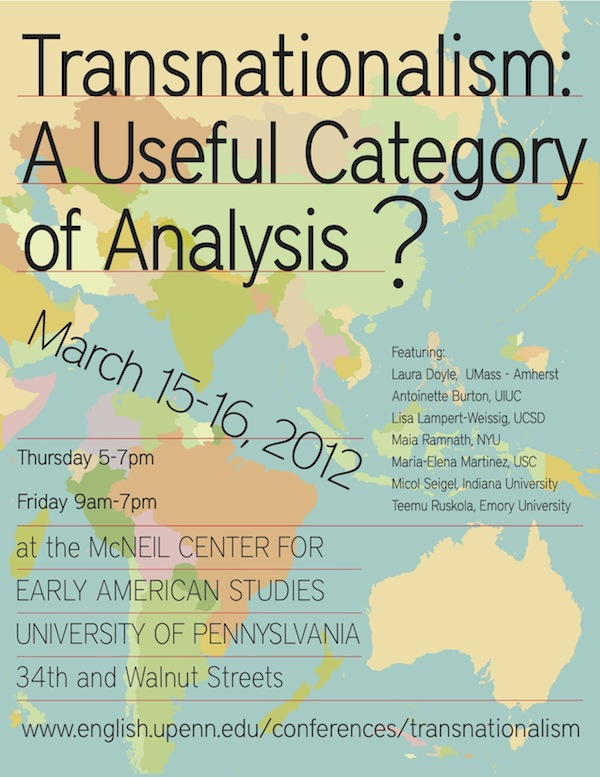 Transnationalism:
A Useful Category
of Analysis ?
March 15-16, 2012
Featuring:
Laura Doyle, UMass - Amherst
Antoinette Burton, UIUC
Lisa Lampert-Weissig, UCSD
Maia Ramnath, NYU
Maria-Elena Martinez, USC
Micol Seigel, Indiana University
Teemu Ruskola, Emory University
Thursday 5-7pm
Friday 9am-7pm
at the McNEIL CENTER FOR
EARLY AMERICAN STUDIES
UNIVERSITY OF PENNYSLVANIA
34th and Walnut Streets
www.english.upenn.edu/conferences/transnationalism